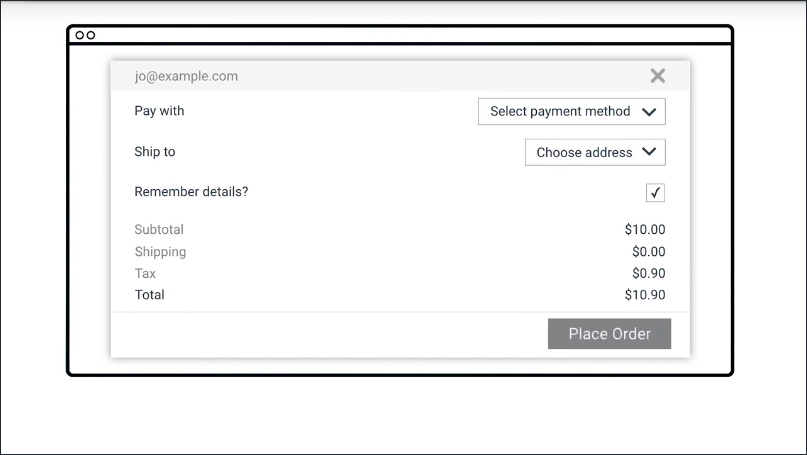 jo@example.com
Pay with Select payment method
Ship to Choose address
Remember details?
Subtotal $10.00
Shipping $0.00
Tax $0.90
Total $10.90
Place Order